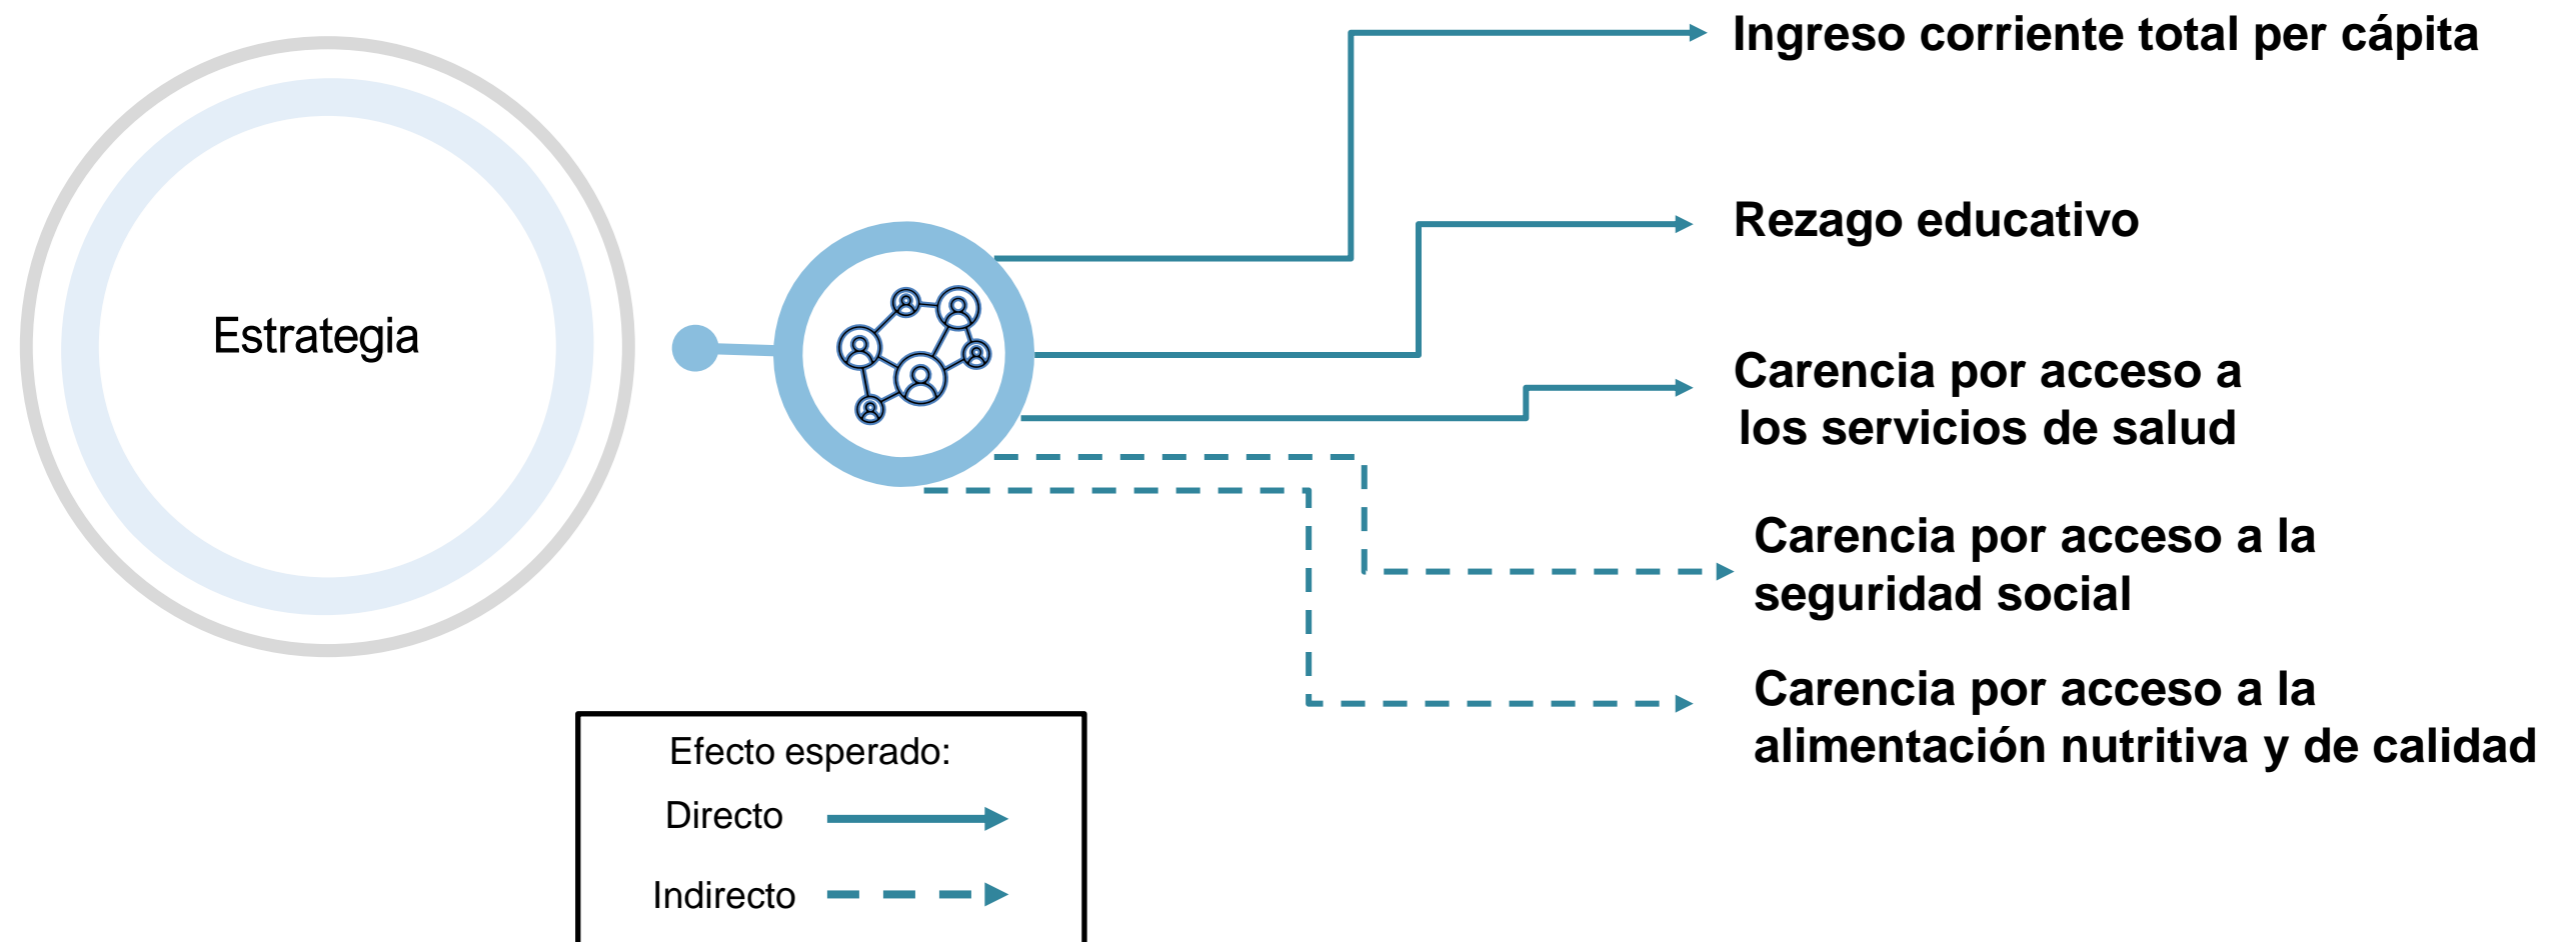 Ingreso corriente total per cápita
Rezago educativo
Estrategia
Carencia por acceso a
los servicios de salud
Carencia por acceso a la
seguridad social
Carencia por acceso a la
alimentación nutritiva y de calidad
Efecto esperado:
Directo
Indirecto